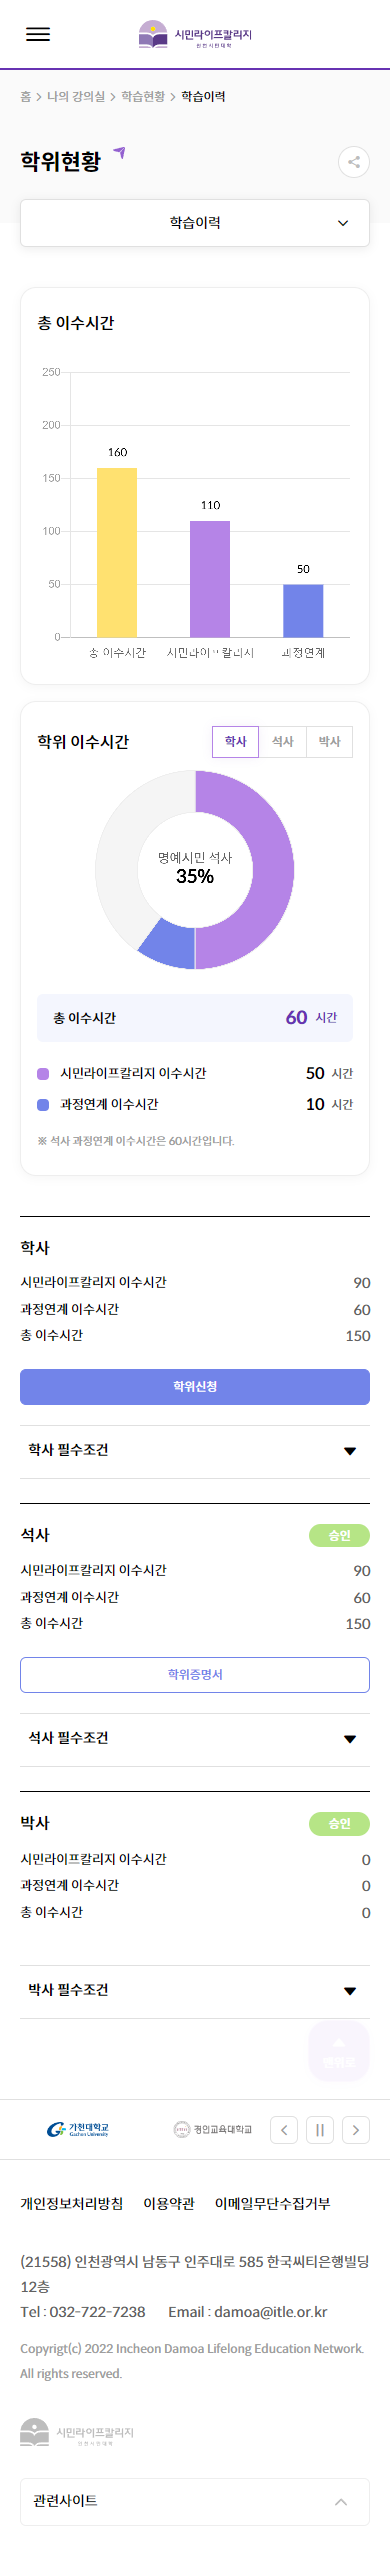 시민라이프칼리지
인천시민대학
홈 > 나의 강의실 > 학습현황 > 학습이력
학위현황
학습이력
총 이수시간
250
200
150
100
50
0
160
110
50
총 이수시간
시민라이프칼리지
과정연계
학위 이수시간
학사
석사
박사
명예시민 석사
35%
총 이수시간 60 시간
시민라이프칼리지 이수시간 50 시간
과정연계 이수시간 10 시간
※ 석사 과정연계 이수시간은 60시간입니다.
학사
시민라이프칼리지 이수시간 90
과정연계 이수시간 60
총 이수시간 150
학위신청
학사 필수조건
석사 승인
시민라이프칼리지 이수시간 90
과정연계 이수시간 60
총 이수시간 150
학위증명서
석사 필수조건
박사 승인
시민라이프칼리지 이수시간 0
과정연계 이수시간 0
총 이수시간 0
박사 필수조건
맨위로
가천대학교
Gachon University
경인교육대학교
개인정보처리방침 이용약관 이메일무단수집거부
(21558) 인천광역시 남동구 인주대로 585 한국씨티은행빌딩
12층
Tel : 032-722-7238 Email : damoa@itle.or.kr
Copyrigt(c) 2022 Incheon Damoa Lifelong Education Network.
All rights reserved.
시민라이프칼리지
인천시민대학
관련사이트